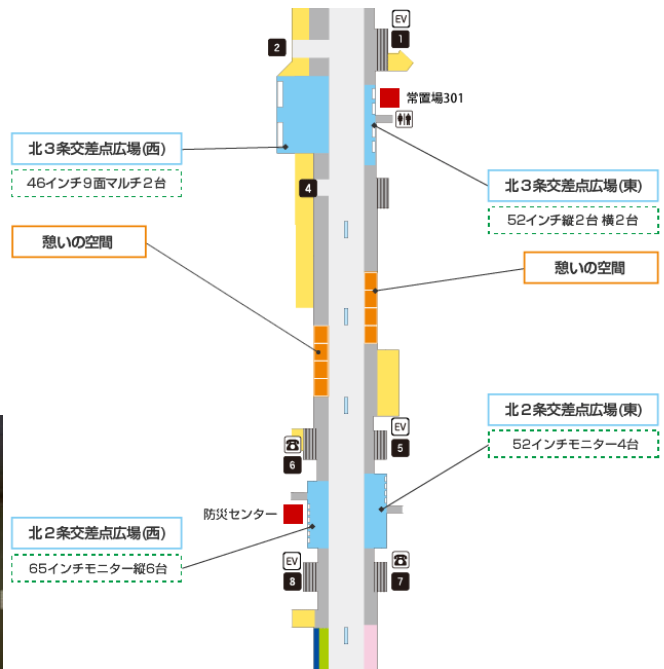 EV
1
2
常置場301
北3条交差点広場(西)
46インチ9面マルチ2台
4
北3条交差点広場(東)
52インチ縦2台 横2台
憩いの空間
憩いの空間
北2条交差点広場(東)
52インチモニター4台
EV
5
6
防災センター
北2条交差点広場(西)
65インチモニター縦6台
EV
8
7